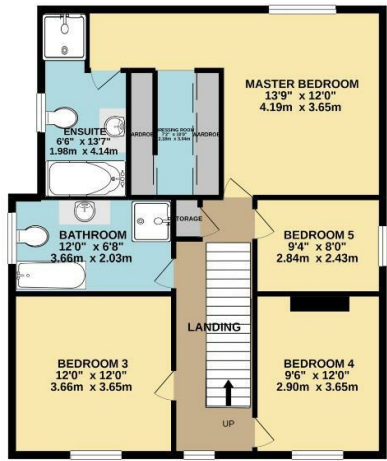 MASTER BEDROOM
13'9" x 12'0"
4.19m x 3.65m
ENSUITE
6'6" x 13'7"
1.98m x 4.14m
DRESSING ROOM
BATHROOM
12'0" x 6'8"
3.66m x 2.03m
STORAGE
BEDROOM 5
9'4" x 8'0"
2.84m x 2.43m
LANDING
BEDROOM 3
12'0" x 12'0"
3.66m x 3.65m
BEDROOM 4
9'6" x 12'0"
2.90m x 3.65m
UP